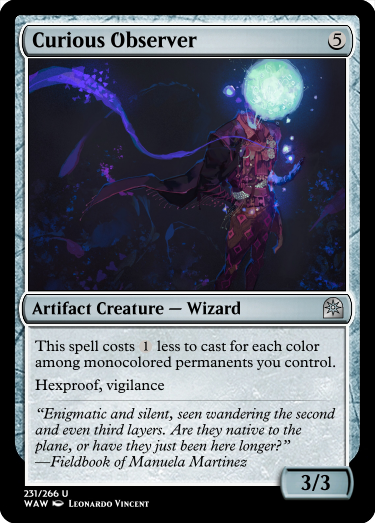 Curious Observer 5
Artifact Creature — Wizard
This spell costs 1 less to cast for each color
among monocolored permanents you control.
Hexproof, vigilance
“Enigmatic and silent, seen wandering the second
and even third layers. Are they native to the
plane, or have they just been here longer?”
—Fieldbook of Manuela Martinez
3/3
231/266 U
WAW Leonardo Vincent